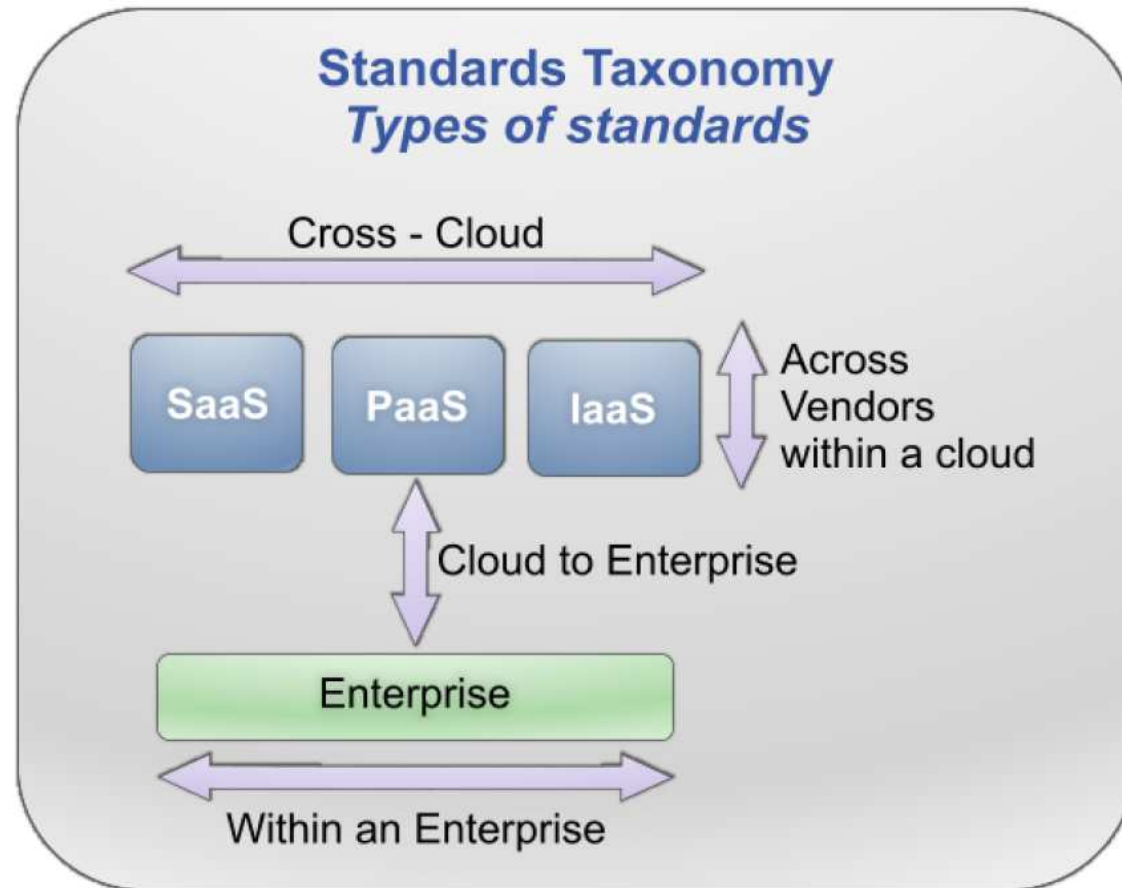 Standards Taxonomy
Types of standards
Cross - Cloud
SaaS
PaaS
IaaS
Across
Vendors
within a cloud
Cloud to Enterprise
Enterprise
Within an Enterprise